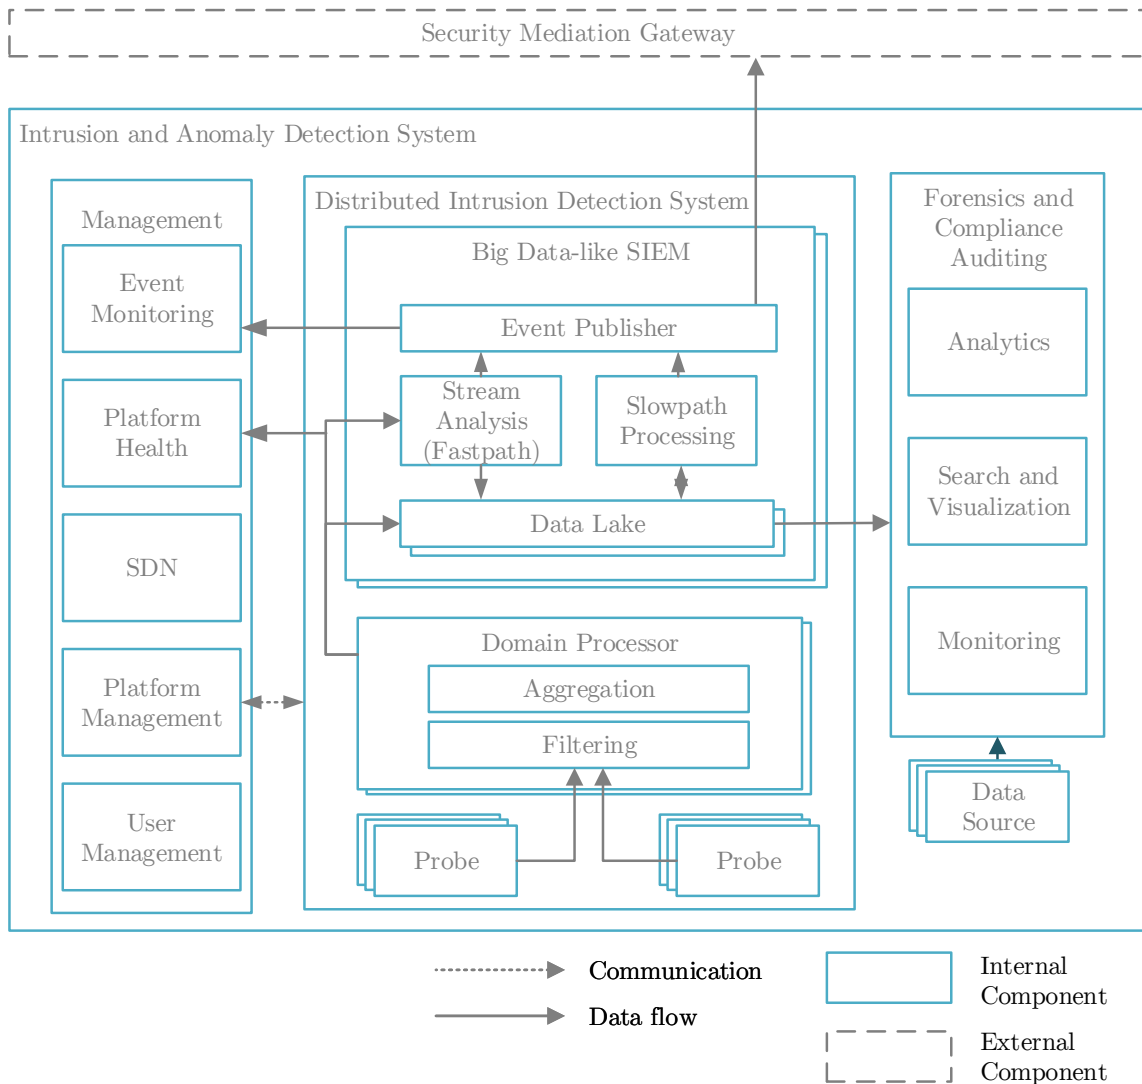 Security Mediation Gateway
Intrusion and Anomaly Detection System
Management
Event
Monitoring
Platform
Health
SDN
Platform
Management
User
Management
Distributed Intrusion Detection System
Big Data-like SIEM
Event Publisher
Stream
Analysis
(Fastpath)
Slowpath
Processing
Data Lake
Domain Processor
Aggregation
Filtering
Probe
Probe
Forensics and
Compliance
Auditing
Analytics
Search and
Visualization
Monitoring
Data
Source
Communication
Data flow
Internal
Component
External
Component